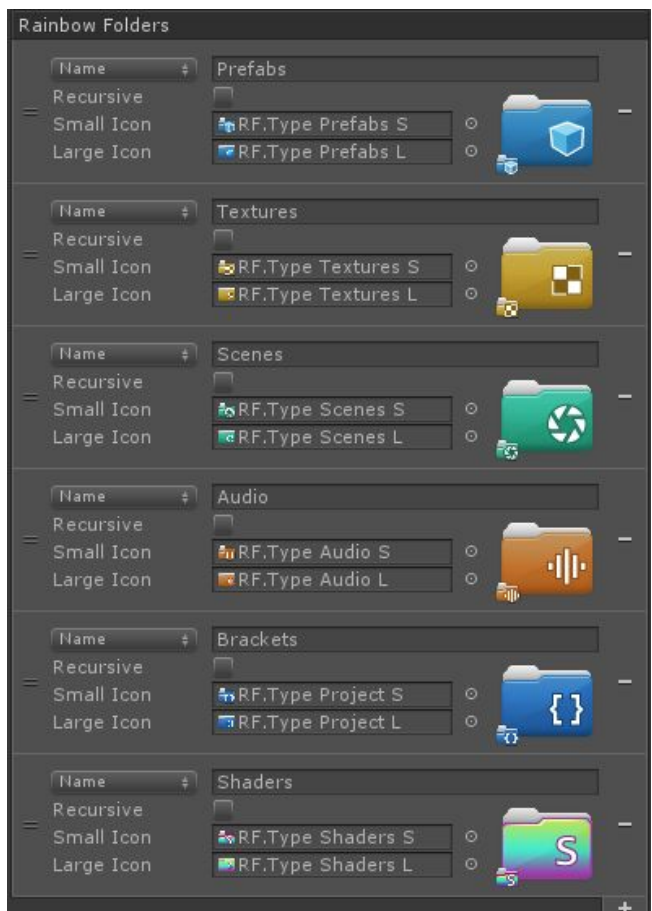 Rainbow Folders
Name Prefabs
Recursive
Small Icon RF.Type Prefabs S
Large Icon RF.Type Prefabs L
Name Textures
Recursive
Small Icon RF.Type Textures S
Large Icon RF.Type Textures L
Name Scenes
Recursive
Small Icon RF.Type Scenes S
Large Icon RF.Type Scenes L
Name Audio
Recursive
Small Icon RF.Type Audio S
Large Icon RF.Type Audio L
Name Brackets
Recursive
Small Icon RF.Type Project S
Large Icon RF.Type Project L
{ }
Name Shaders
Recursive
Small Icon RF.Type Shaders S
Large Icon RF.Type Shaders L
S